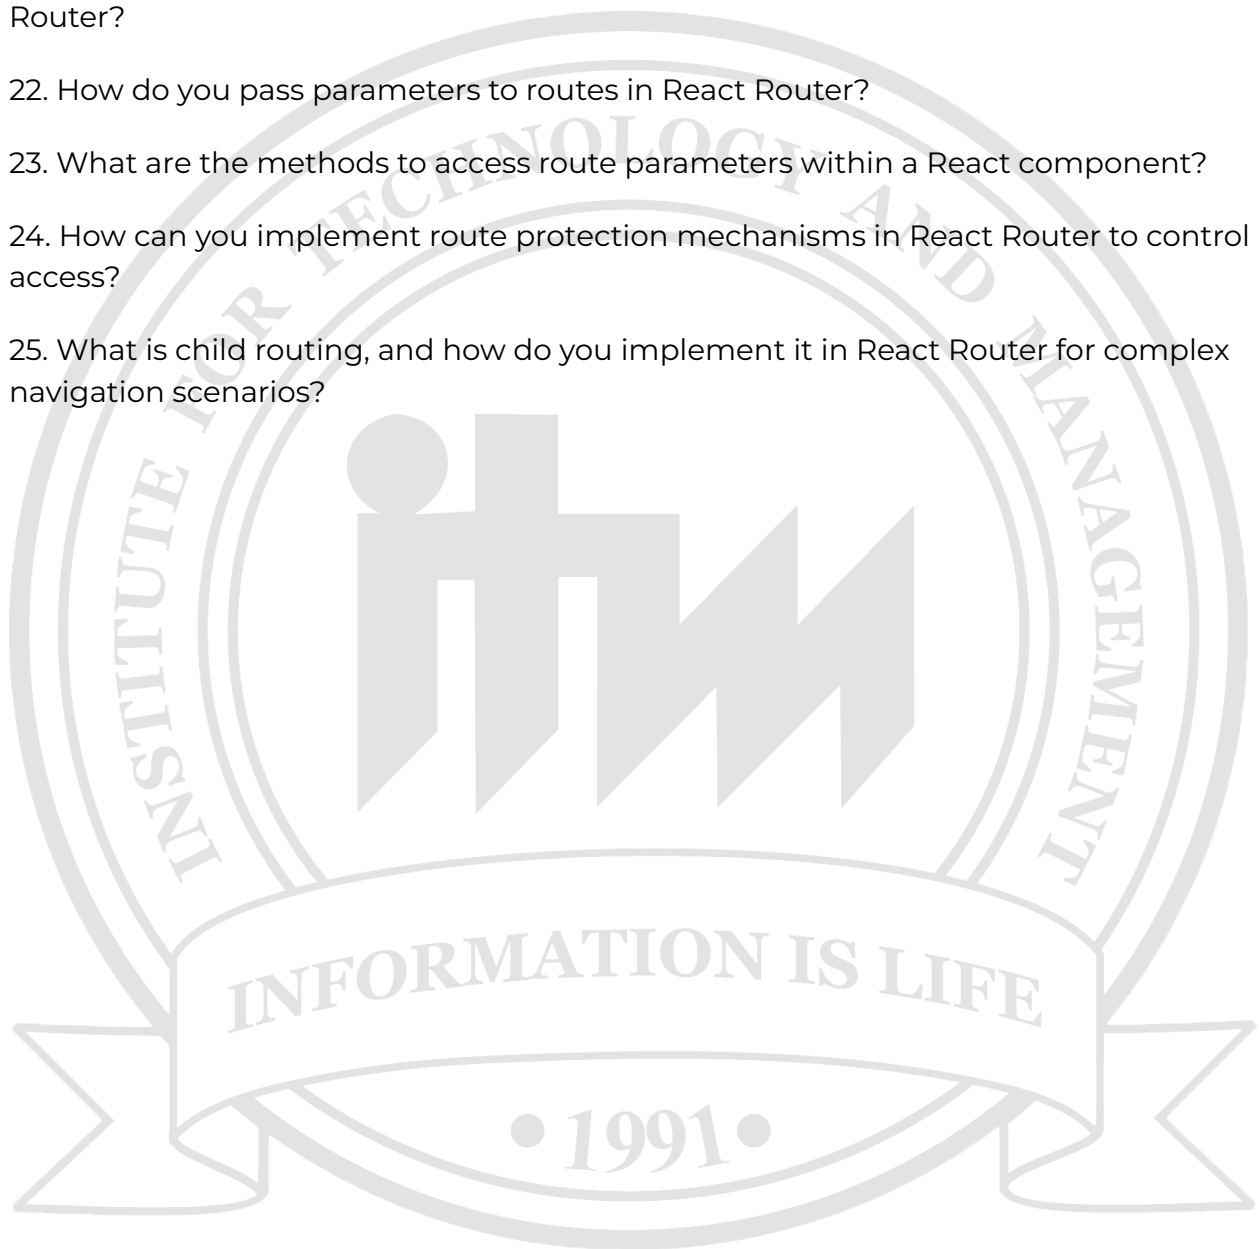 Router?
22. How do you pass parameters to routes in React Router?
23. What are the methods to access route parameters within a React component?
24. How can you implement route protection mechanisms in React Router to control
access?
25. What is child routing, and how do you implement it in React Router for complex
navigation scenarios?
INSTITUTE FOR TECHNOLOGY AND MANAGEMENT
itm
INFORMATION IS LIFE
• 1991 •